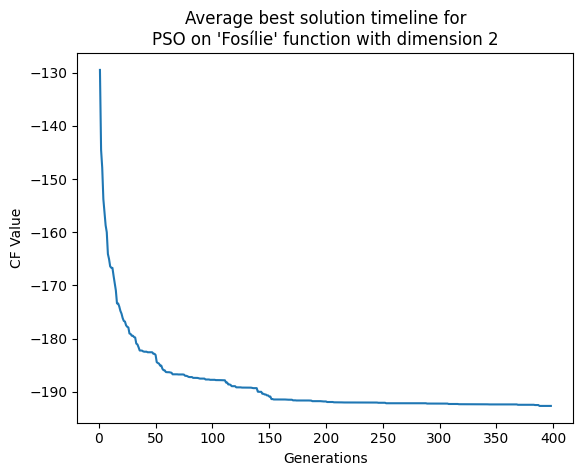 Average best solution timeline for
PSO on 'Fosílie' function with dimension 2
CF Value
−130
−140
−150
−160
−170
−180
−190
0 50 100 150 200 250 300 350 400
Generations